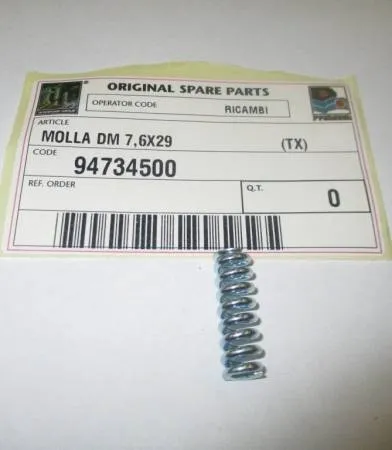 ORIGINAL SPARE PARTS
OPERATOR CODE
RICAMBI
ARTICLE
MOLLA DM 7,6X29 (TX)
CODE
94734500
REF. ORDER
Q.T.
0